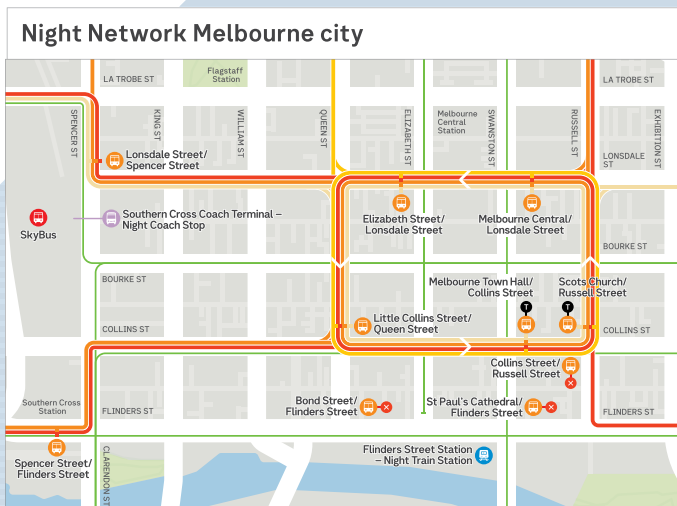 Night Network Melbourne city
LA TROBE ST
Flagstaff
Station
LA TROBE ST
SPENCER ST
KING ST
WILLIAM ST
QUEEN ST
ELIZABETH ST
Melbourne
Central
Station
SWANSTON ST
RUSSELL ST
EXHIBITION ST
Lonsdale Street/
Spencer Street
LONSDALE
ST
SkyBus
Southern Cross Coach Terminal –
Night Coach Stop
Elizabeth Street/
Lonsdale Street
Melbourne Central/
Lonsdale Street
BOURKE ST
BOURKE ST
Melbourne Town Hall/
Collins Street
Scots Church/
Russell Street
T
T
COLLINS ST
Little Collins Street/
Queen Street
COLLINS ST
Collins Street/
Russell Street
Southern Cross
Station
FLINDERS ST
Bond Street/
Flinders Street
St Paul's Cathedral/
Flinders Street
FLINDERS ST
Spencer Street/
Flinders Street
CLARENDON ST
Flinders Street Station
– Night Train Station